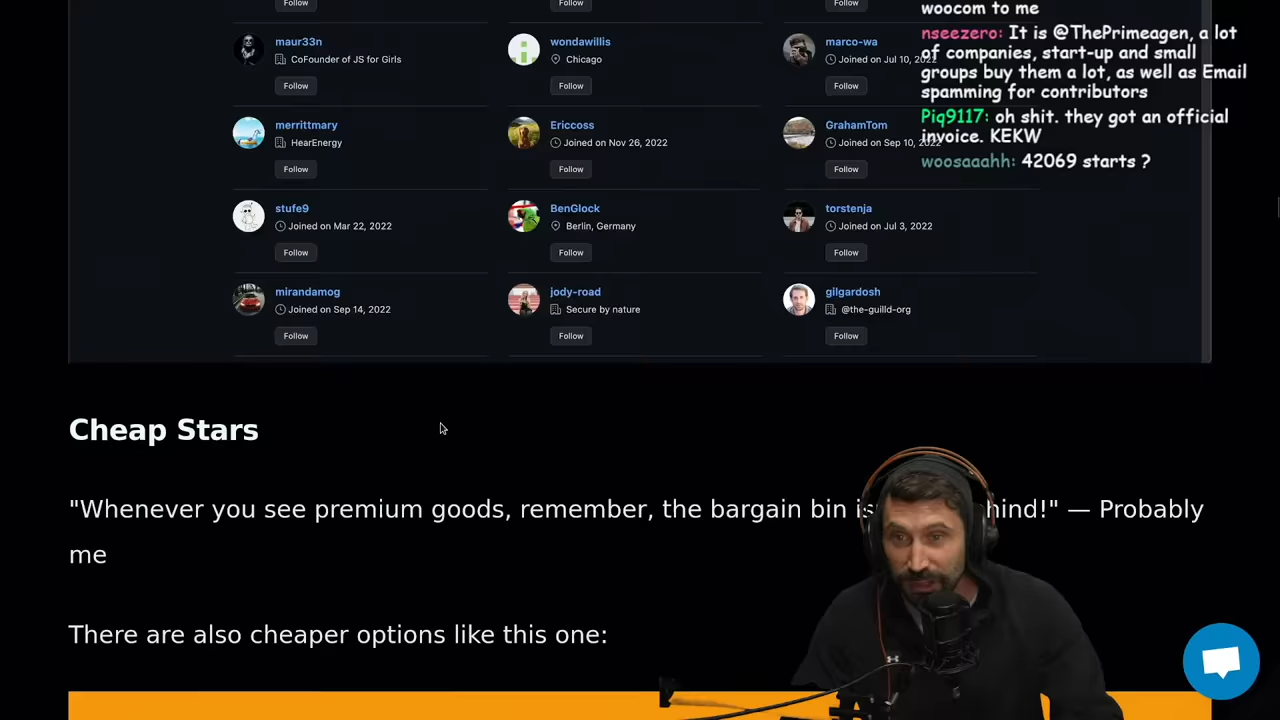 Follow
Follow
Follow
maur33n
CoFounder of JS for Girls
Follow
wondawillis
Chicago
Follow
marco-wa
Joined on Jul 10, 2022
Follow
merrittmary
HearEnergy
Follow
Ericcoss
Joined on Nov 26, 2022
Follow
GrahamTom
Joined on Sep 10, 2022
Follow
stufe9
Joined on Mar 22, 2022
Follow
BenGlock
Berlin, Germany
Follow
torstenja
Joined on Jul 3, 2022
Follow
mirandamog
Joined on Sep 14, 2022
Follow
jody-road
Secure by nature
Follow
gilgardosh
@the-guilld-org
Follow
woocom to me
nseezero: It is @ThePrimeagen, a lot
of companies, start-up and small
groups buy them a lot, as well as Email
spamming for contributors
Piq9117: oh shit. they got an official
invoice. KEKW
woosaaahh: 42069 starts ?
Cheap Stars
"Whenever you see premium goods, remember, the bargain bin is hind!" — Probably
me
There are also cheaper options like this one: